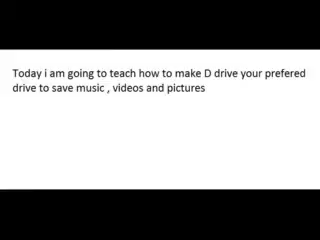 Today i am going to teach how to make D drive your prefered
drive to save music , videos and pictures